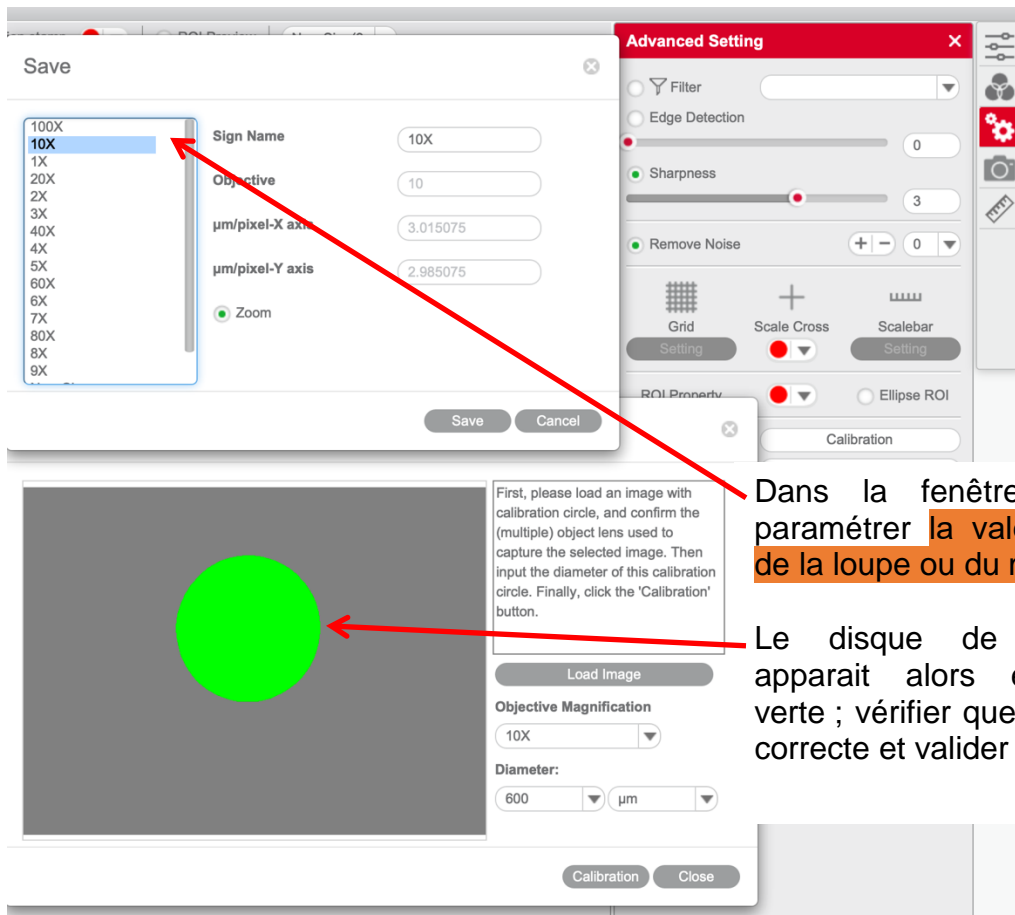 ROI Preview
Advanced Setting
Save
Filter
Edge Detection
0
Sharpness
3
Remove Noise
+ - 0
Grid
Scale Cross
Scalebar
Setting
Setting
ROI Property
Ellipse ROI
Calibration
100X
10X
1X
20X
2X
3X
40X
4X
5X
60X
6X
7X
80X
8X
9X
Sign Name
10X
Objective
10
µm/pixel-X axis
3.015075
µm/pixel-Y axis
2.985075
Zoom
Save
Cancel
First, please load an image with
calibration circle, and confirm the
(multiple) object lens used to
capture the selected image. Then
input the diameter of this calibration
circle. Finally, click the 'Calibration'
button.
Load Image
Objective Magnification
10X
Diameter:
600
µm
Calibration
Close
Dans la fenêtre
paramétrer la val
de la loupe ou du
Le disque de
apparait alors
verte ; vérifier que
correcte et valider